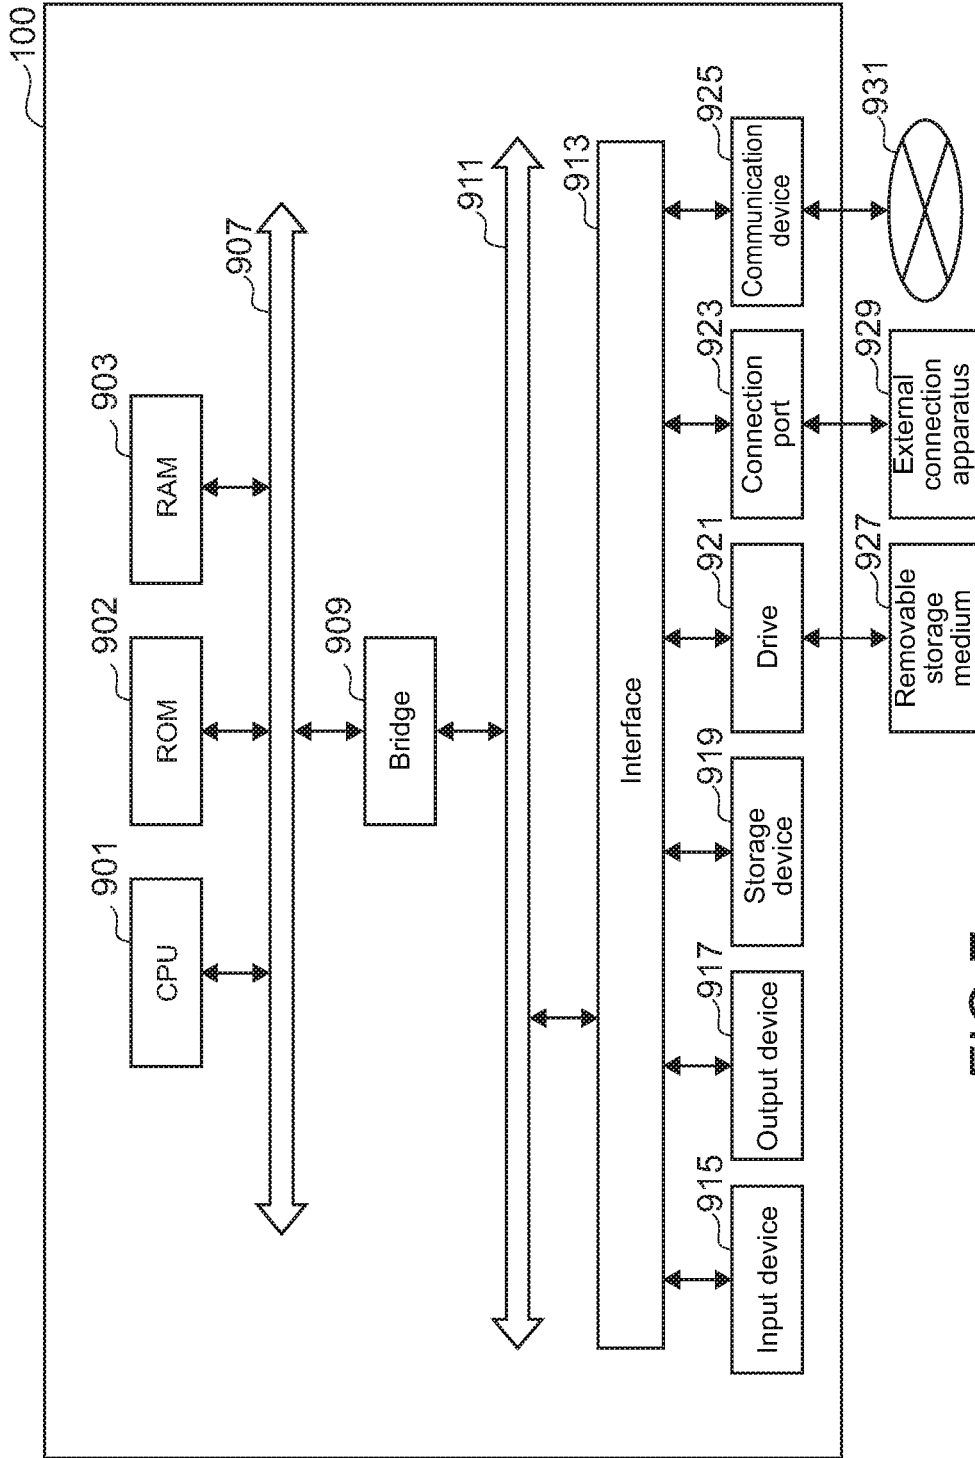 100
901
902
903
CPU
ROM
RAM
907
909
Bridge
911
913
Interface
915
917
919
921
923
925
Input device
Output device
Storage
device
Drive
Connection
port
Communication
device
927
929
931
Removable
storage
medium
External
connection
apparatus